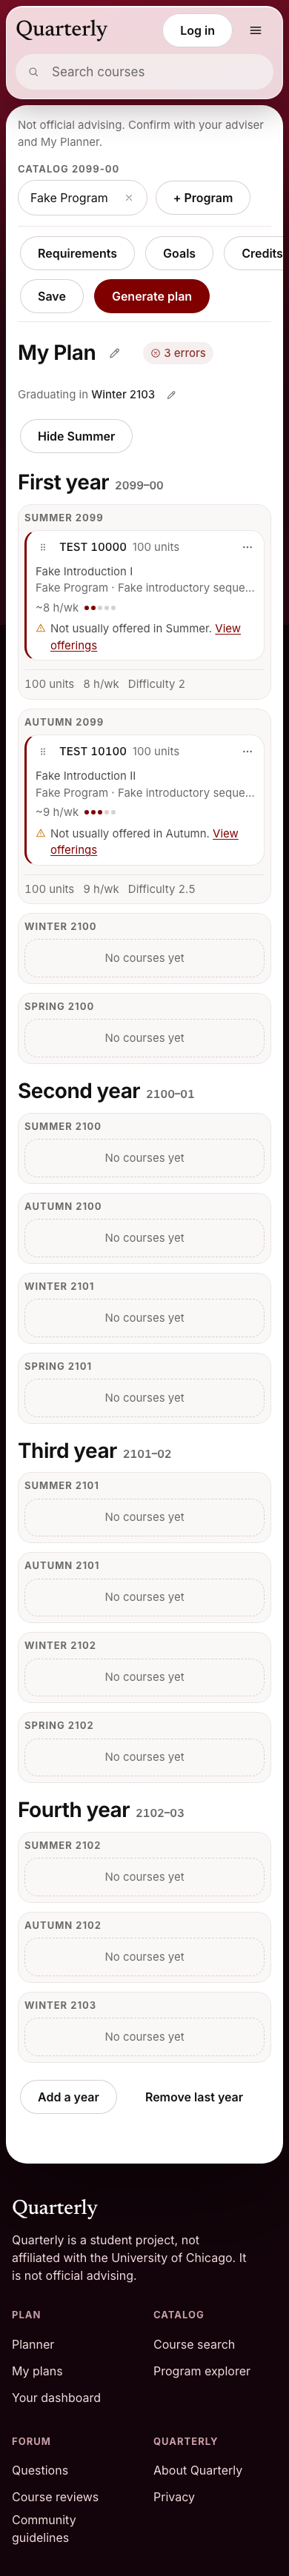 Quarterly
Log in
Search courses
Not official advising. Confirm with your adviser
and My Planner.
CATALOG 2099-00
Fake Program
+ Program
Requirements
Goals
Credits
Save
Generate plan
My Plan
3 errors
Graduating in Winter 2103
Hide Summer
First year 2099–00
SUMMER 2099
TEST 10000 100 units
Fake Introduction I
Fake Program · Fake introductory seque...
~8 h/wk
Not usually offered in Summer. View
offerings
100 units 8 h/wk Difficulty 2
AUTUMN 2099
TEST 10100 100 units
Fake Introduction II
Fake Program · Fake introductory seque...
~9 h/wk
Not usually offered in Autumn. View
offerings
100 units 9 h/wk Difficulty 2.5
WINTER 2100
No courses yet
SPRING 2100
No courses yet
Second year 2100–01
SUMMER 2100
No courses yet
AUTUMN 2100
No courses yet
WINTER 2101
No courses yet
SPRING 2101
No courses yet
Third year 2101–02
SUMMER 2101
No courses yet
AUTUMN 2101
No courses yet
WINTER 2102
No courses yet
SPRING 2102
No courses yet
Fourth year 2102–03
SUMMER 2102
No courses yet
AUTUMN 2102
No courses yet
WINTER 2103
No courses yet
Add a year
Remove last year
Quarterly
Quarterly is a student project, not
affiliated with the University of Chicago. It
is not official advising.
PLAN
Planner
My plans
Your dashboard
CATALOG
Course search
Program explorer
FORUM
Questions
Course reviews
Community
guidelines
QUARTERLY
About Quarterly
Privacy